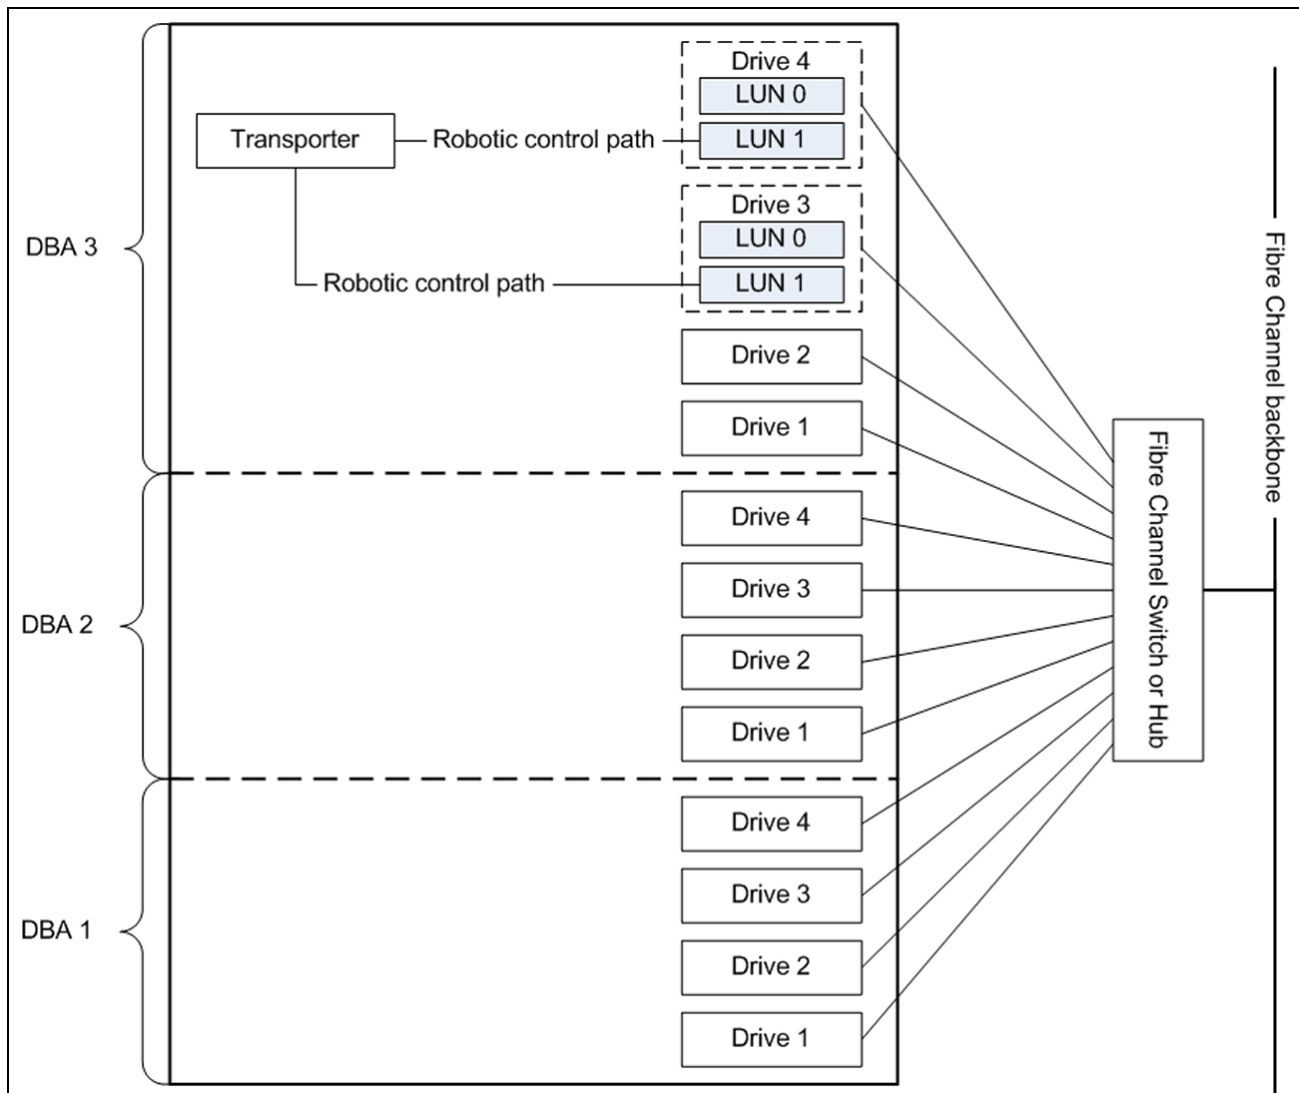 Drive 4
LUN 0
Transporter
Robotic control path
LUN 1
Drive 3
LUN 0
DBA 3
Robotic control path
LUN 1
Drive 2
Drive 1
Drive 4
Drive 3
DBA 2
Drive 2
Drive 1
Drive 4
Drive 3
DBA 1
Drive 2
Drive 1
Fibre Channel Switch or Hub
Fibre Channel backbone